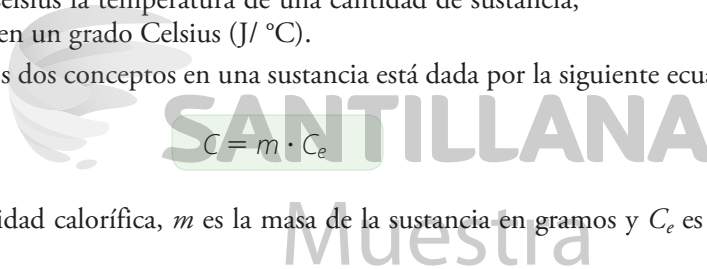 Celsius la temperatura de una cantidad de sustancia,
en un grado Celsius (J/ °C).
s dos conceptos en una sustancia está dada por la siguiente ecua
SANTILLANA
C = m · Cₑ
idad calorífica, m es la masa de la sustancia en gramos y Cₑ es
Muestra